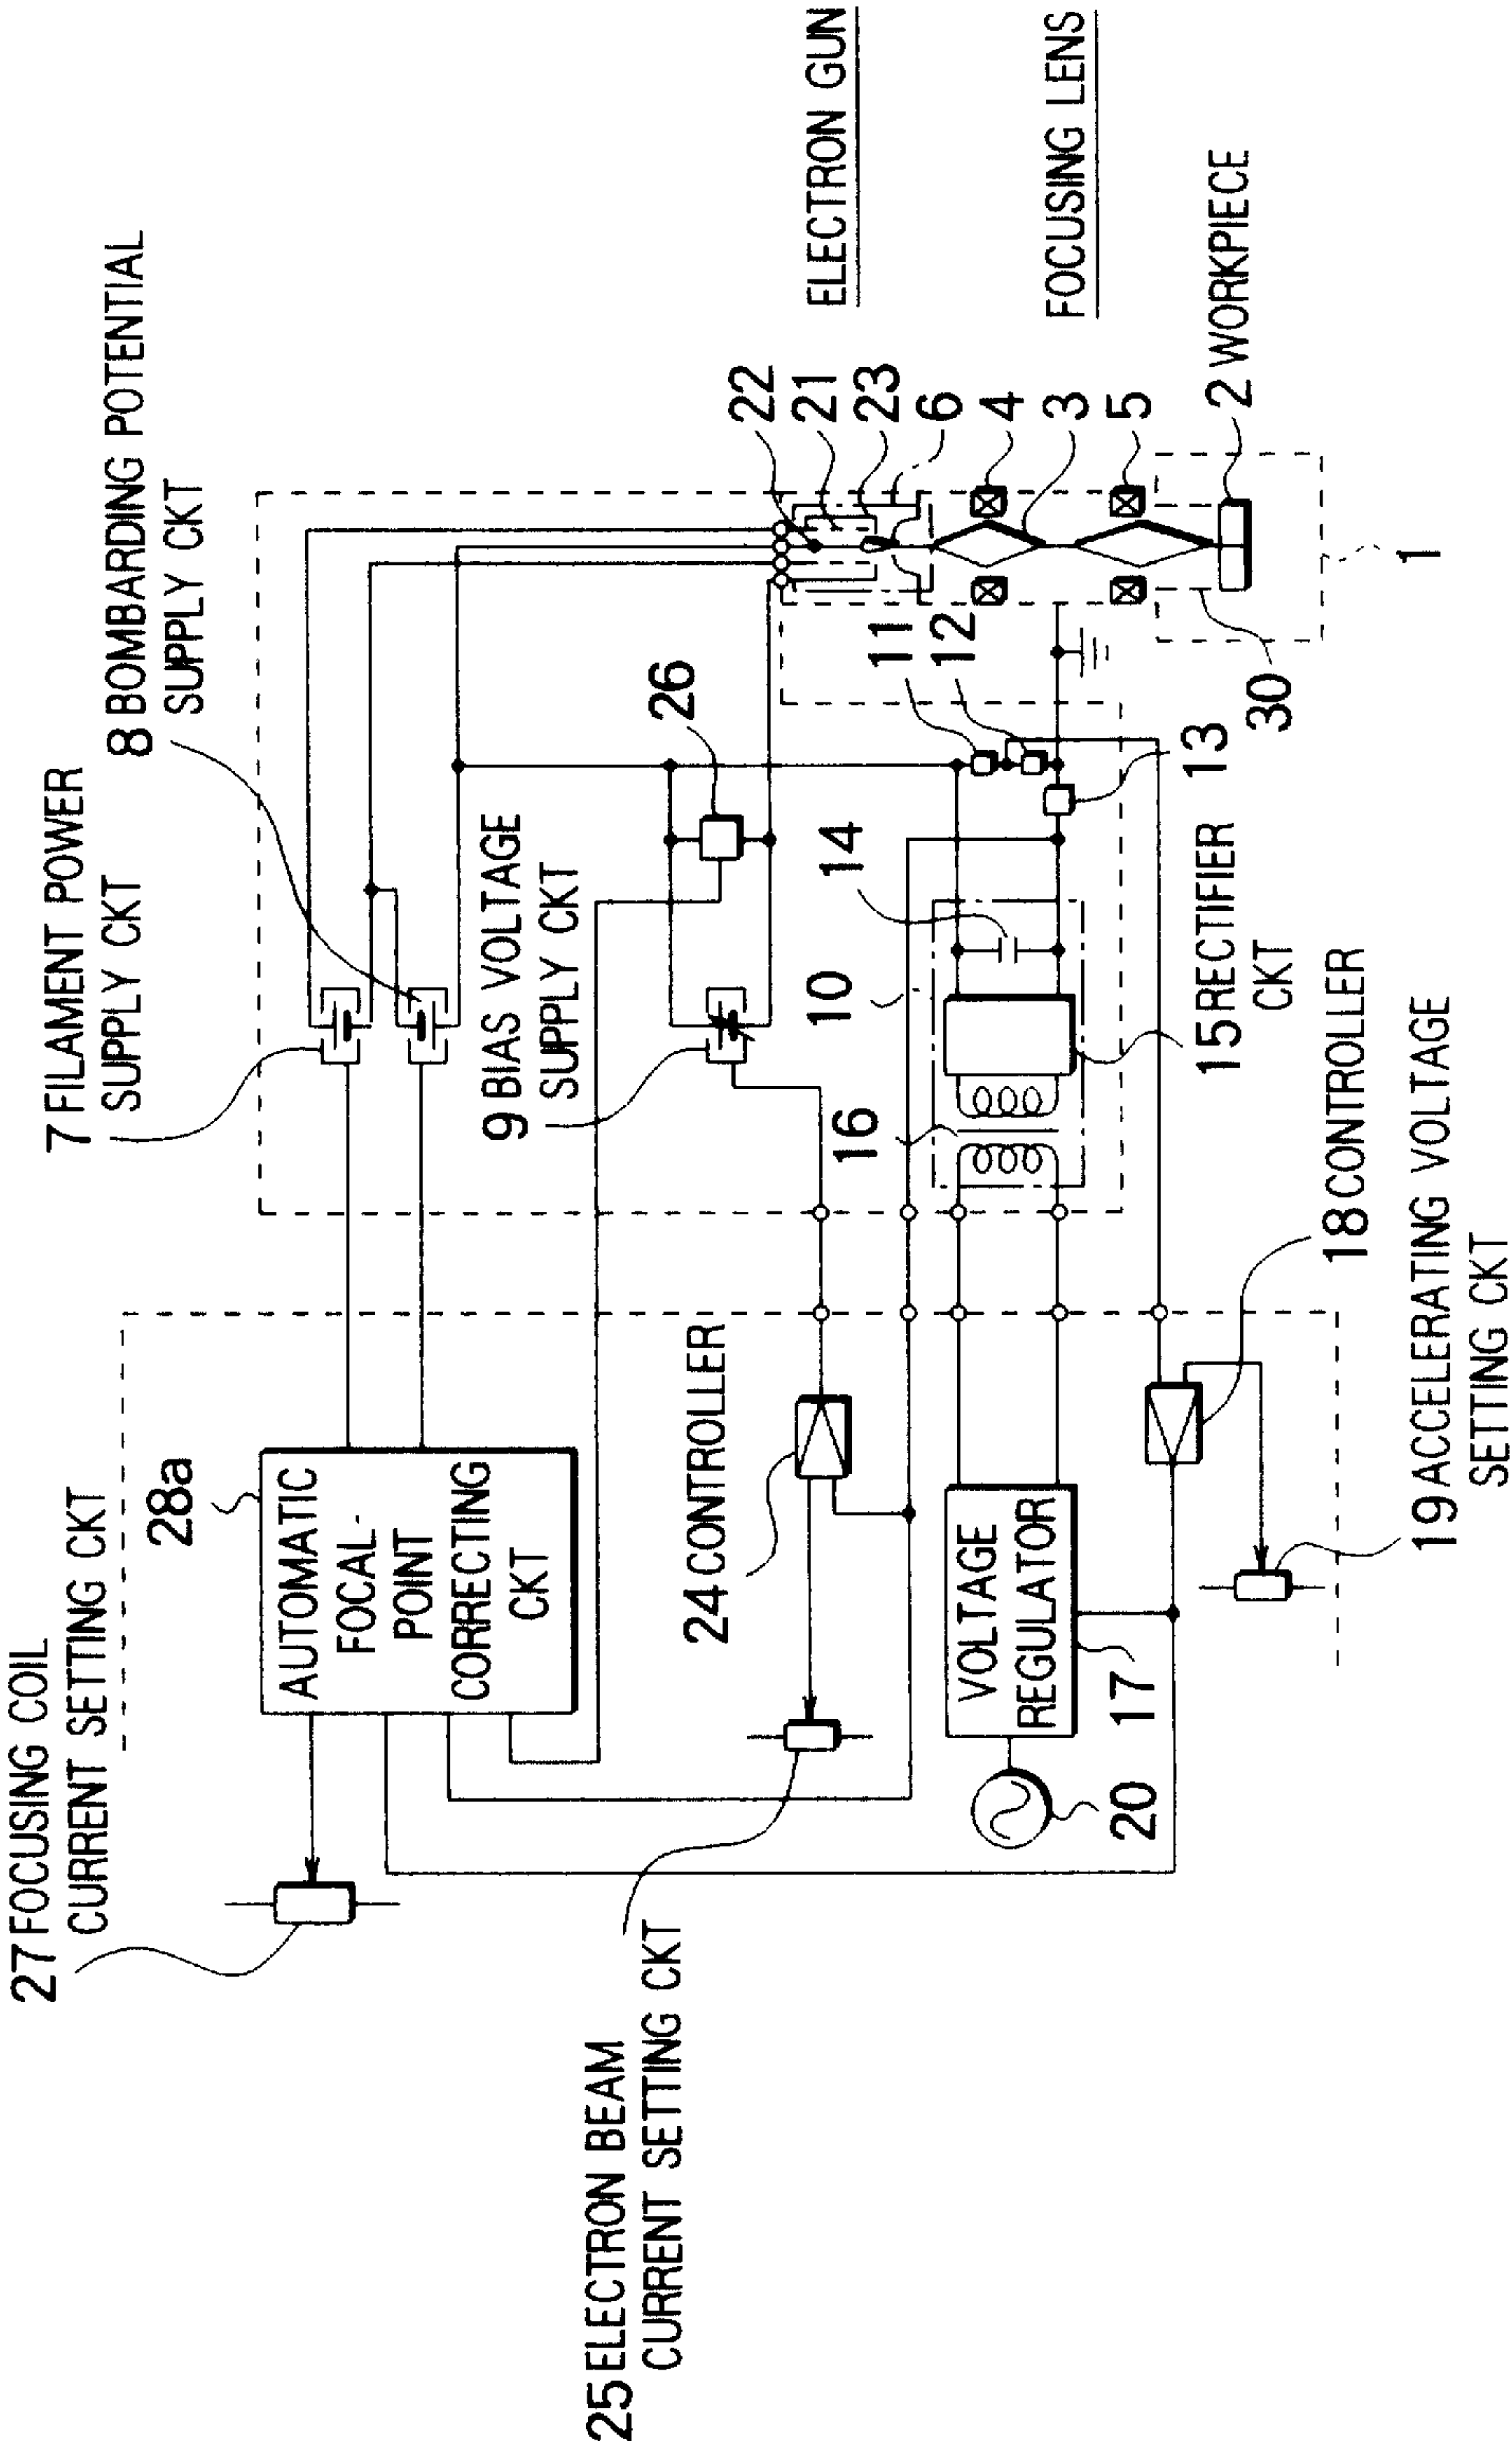 27 FOCUSING COIL
CURRENT SETTING CKT
28a
AUTOMATIC
FOCAL-
POINT
CORRECTING
CKT
7 FILAMENT POWER
SUPPLY CKT
8 BOMBARDING POTENTIAL
SUPPLY CKT
9 BIAS VOLTAGE
SUPPLY CKT
26
25 ELECTRON BEAM
CURRENT SETTING CKT
24 CONTROLLER
22
21
23
6
4
3
5
2 WORKPIECE
1
30
ELECTRON GUN
FOCUSING LENS
10
14
11
12
13
16
15 RECTIFIER
CKT
VOLTAGE
REGULATOR
17
20
18 CONTROLLER
19 ACCELERATING VOLTAGE
SETTING CKT